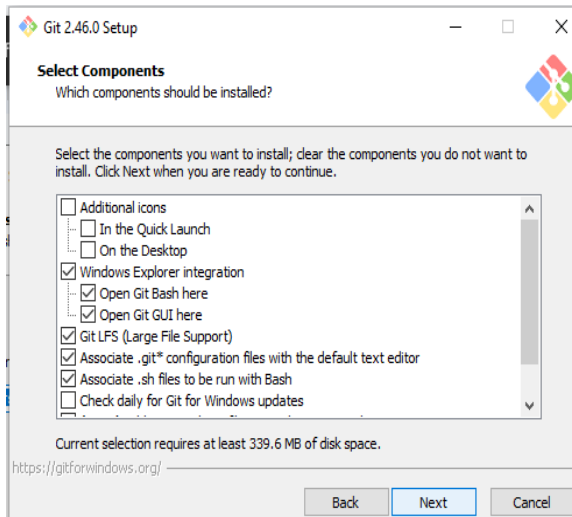 Git 2.46.0 Setup
Select Components
Which components should be installed?
Select the components you want to install; clear the components you do not want to
install. Click Next when you are ready to continue.
Additional icons
In the Quick Launch
On the Desktop
Windows Explorer integration
Open Git Bash here
Open Git GUI here
Git LFS (Large File Support)
Associate .git* configuration files with the default text editor
Associate .sh files to be run with Bash
Check daily for Git for Windows updates
Current selection requires at least 339.6 MB of disk space.
https://gitforwindows.org/
Back Next Cancel